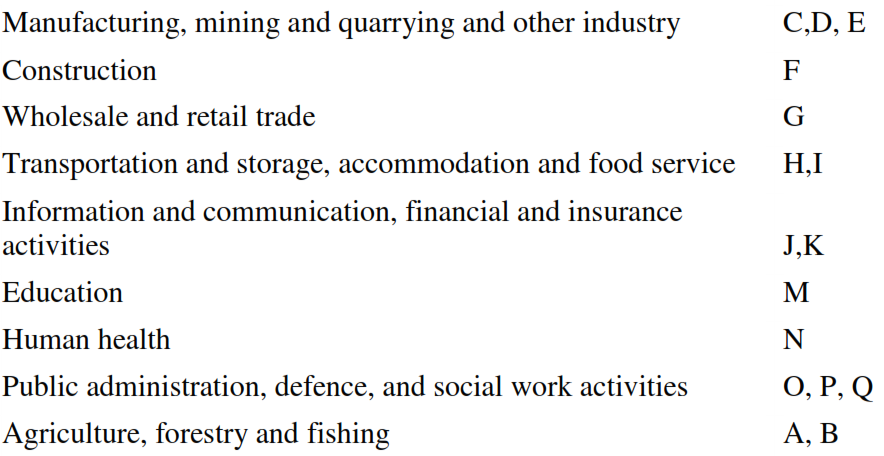 Manufacturing, mining and quarrying and other industry C,D, E
Construction F
Wholesale and retail trade G
Transportation and storage, accommodation and food service H,I
Information and communication, financial and insurance
activities J,K
Education M
Human health N
Public administration, defence, and social work activities O, P, Q
Agriculture, forestry and fishing A, B